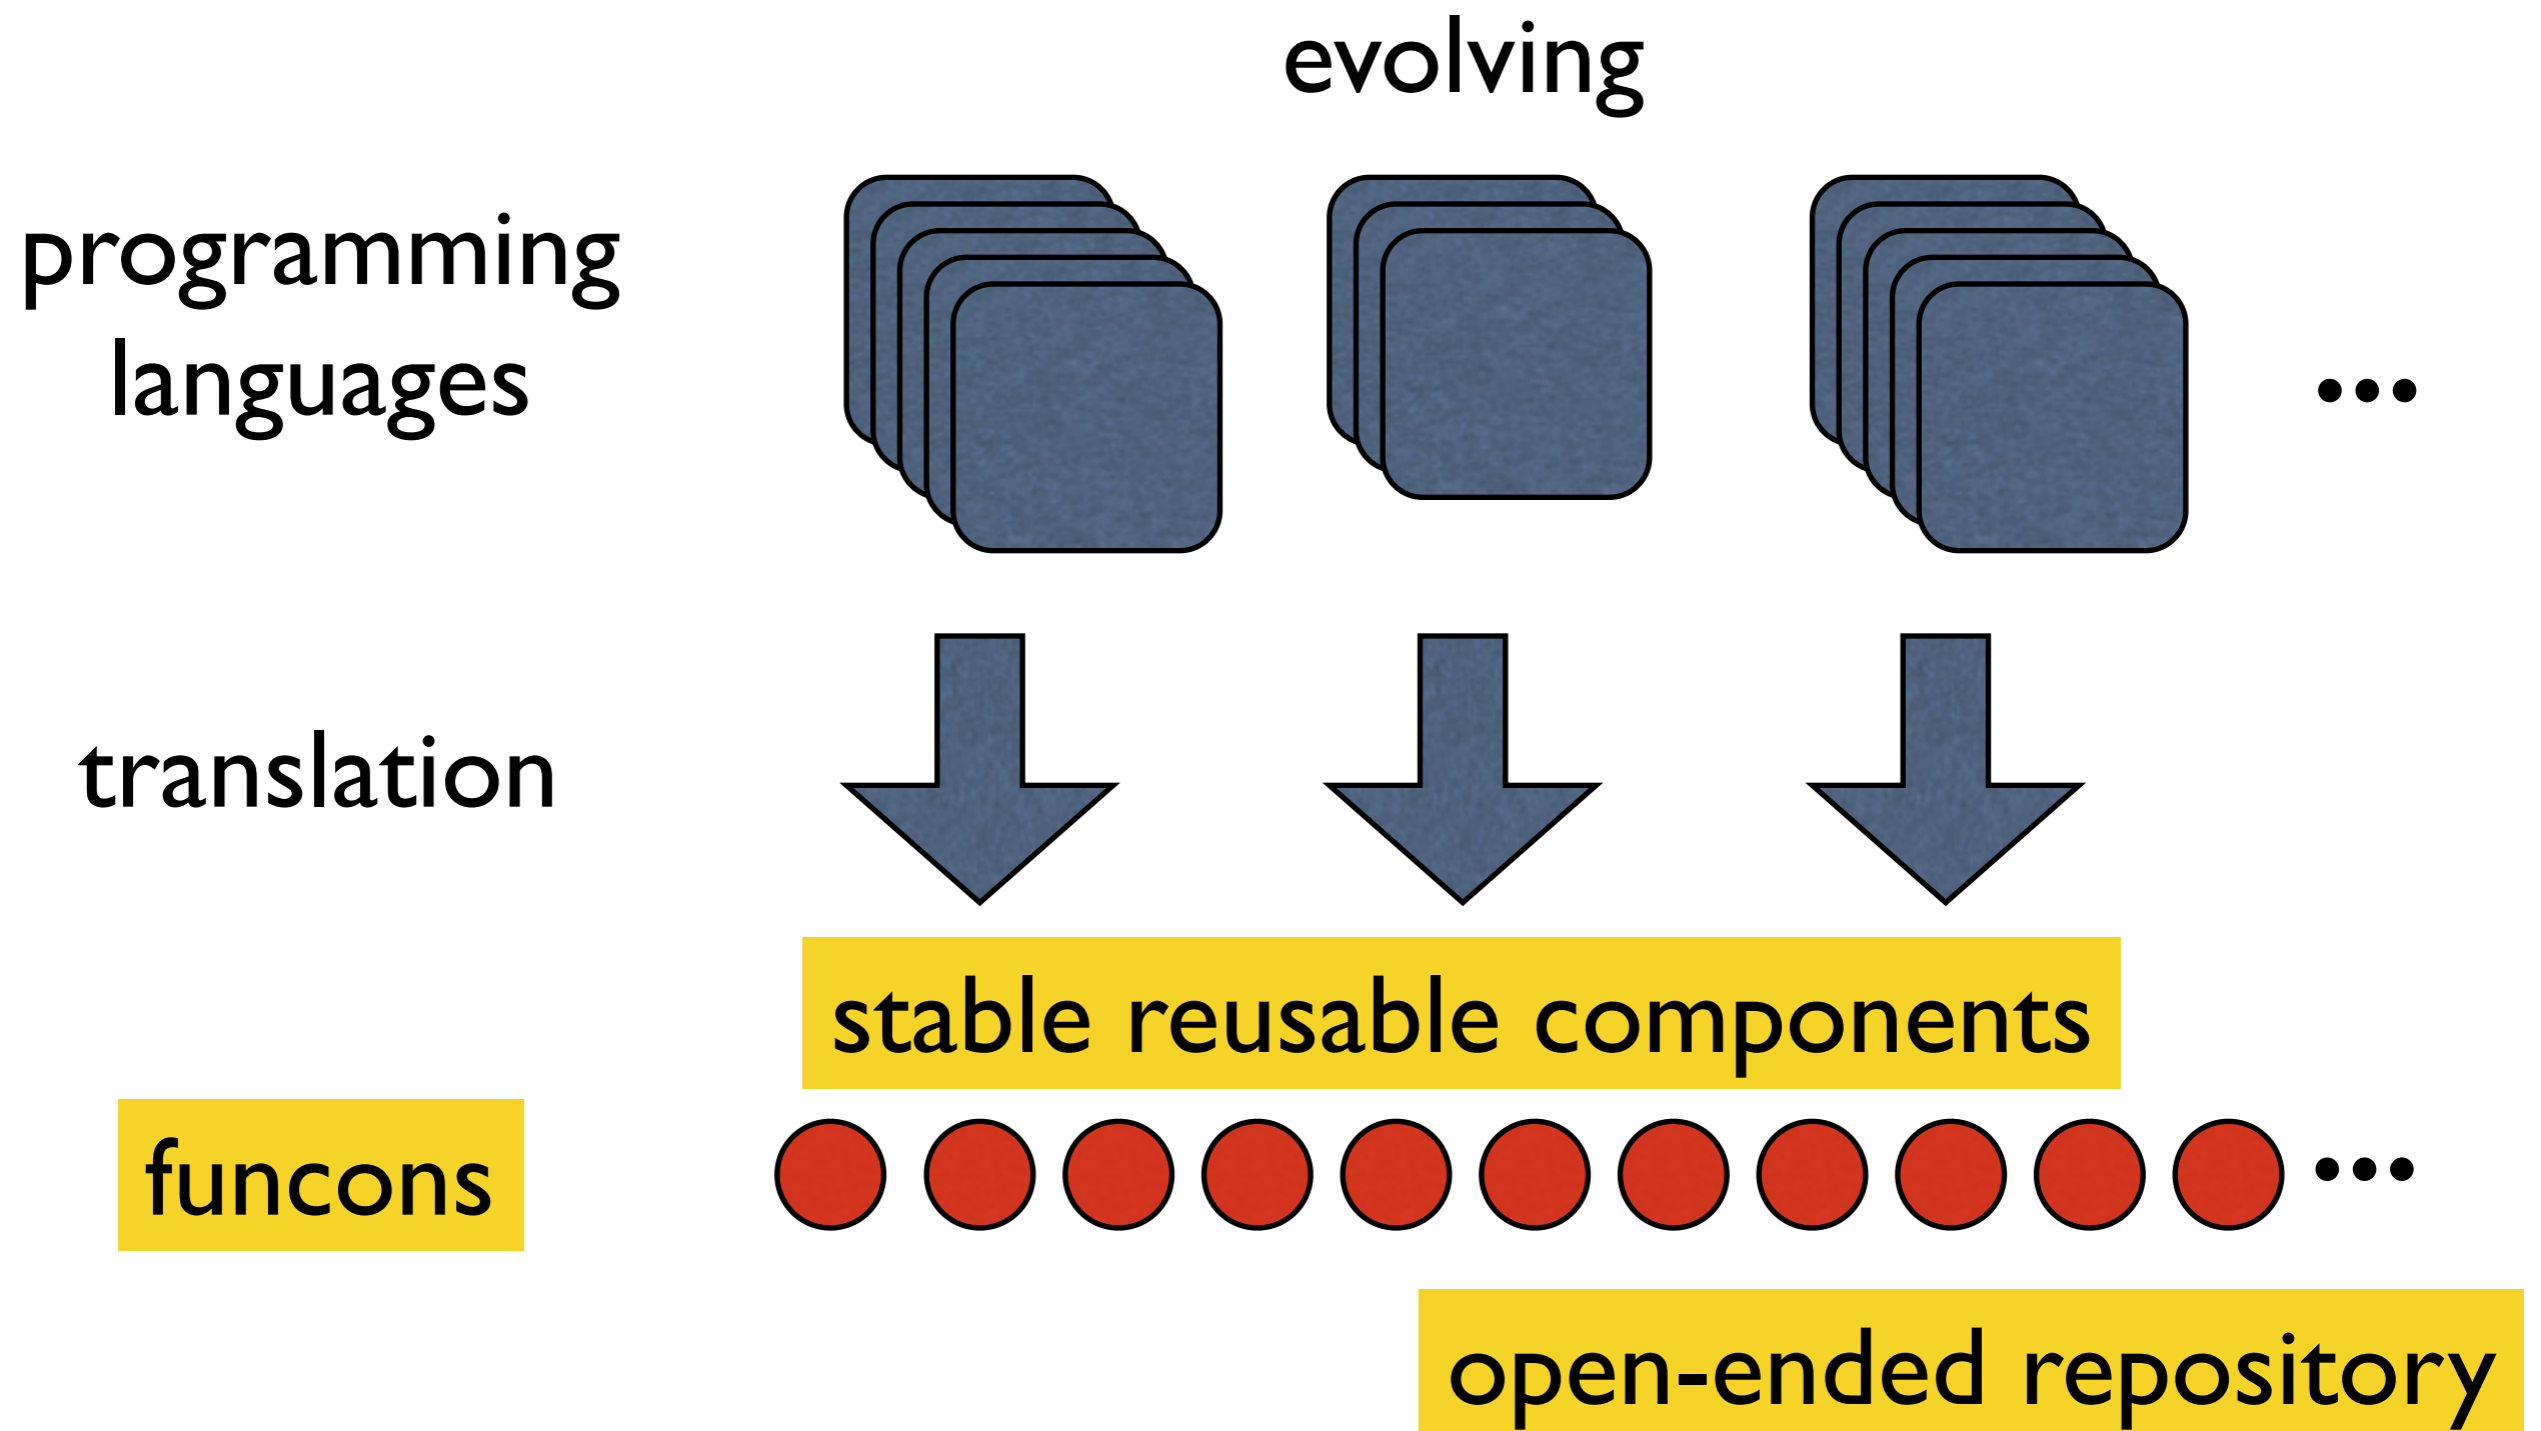 evolving
programming
languages
...
translation
stable reusable components
funcons
...
open-ended repository